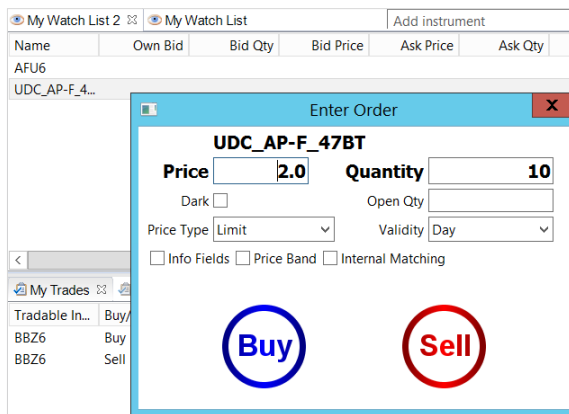 My Watch List 2 My Watch List Add instrument
Name Own Bid Bid Qty Bid Price Ask Price Ask Qty
AFU6
UDC_AP-F_4...
Enter Order X
UDC_AP-F_47BT
Price 2.0 Quantity 10
Dark Open Qty
Price Type Limit Validity Day
Info Fields Price Band Internal Matching
My Trades
Tradable In... Buy/
BBZ6 Buy
BBZ6 Sell
Buy Sell